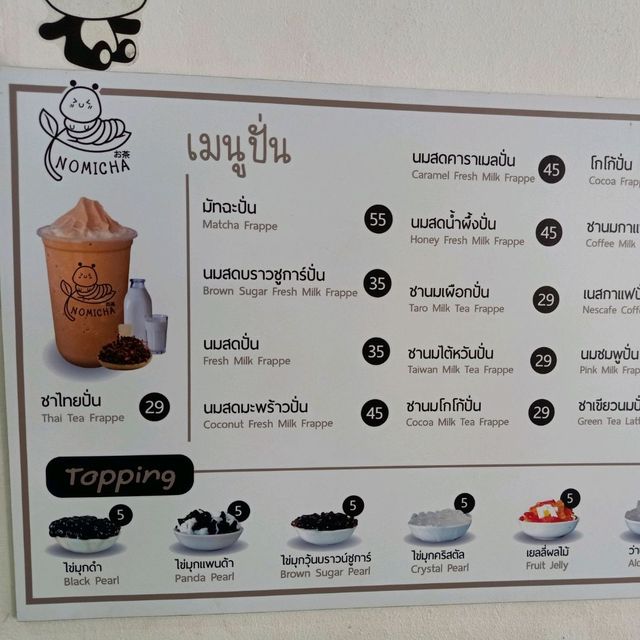 お茶
NOMICHA
เมนูปั่น
NOMICHA
ชาไทยปั่น
Thai Tea Frappe
29
มัทฉะปั่น
Matcha Frappe
55
นมสดบราวชูการ์ปั่น
Brown Sugar Fresh Milk Frappe
35
นมสดปั่น
Fresh Milk Frappe
35
นมสดมะพร้าวปั่น
Coconut Fresh Milk Frappe
45
นมสดคาราเมลปั่น
Caramel Fresh Milk Frappe
45
นมสดน้ำผึ้งปั่น
Honey Fresh Milk Frappe
45
ชานมเผือกปั่น
Taro Milk Tea Frappe
29
ชานมไต้หวันปั่น
Taiwan Milk Tea Frappe
29
ชานมโกโก้ปั่น
Cocoa Milk Tea Frappe
29
โกโก้ปั่น
Cocoa
ชานมกาแ
Coffee Milk
เนสกาแฟปั่
Nescafe
นมชมพูปั่น
Pink Milk
ชาเขียวนมปั่
Green Tea
Topping
5
ไข่มุกดำ
Black Pearl
5
ไข่มุกแพนด้า
Panda Pearl
5
ไข่มุกวุ้นบราวน์ชูการ์
Brown Sugar Pearl
5
ไข่มุกคริสตัล
Crystal Pearl
5
เยลลี่ผลไม้
Fruit Jelly